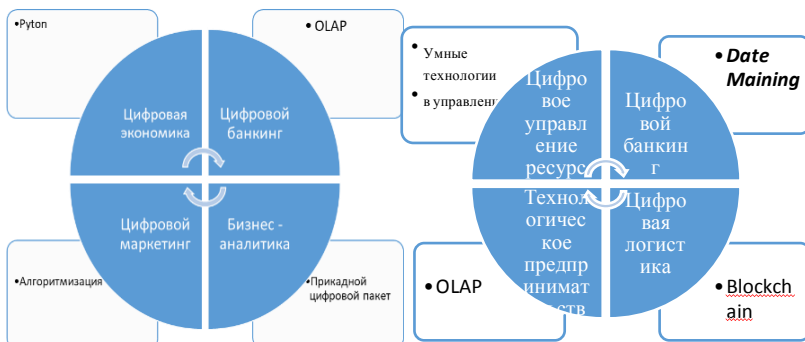 •Pyton
• OLAP
Цифровая
экономика
Цифровой
банкинг
Цифровой
маркетинг
Бизнес -
аналитика
•Алгоритмизация
•Прикадной
цифровой пакет
• Умные
технологии
• в управлени
• Date
Maining
Цифро
вое
управл
ение
ресурс
Цифро
вой
банкин
г
Технол
огичес
кое
предпр
инимат
ств
Цифро
вая
логист
ика
• OLAP
• Blockch
ain